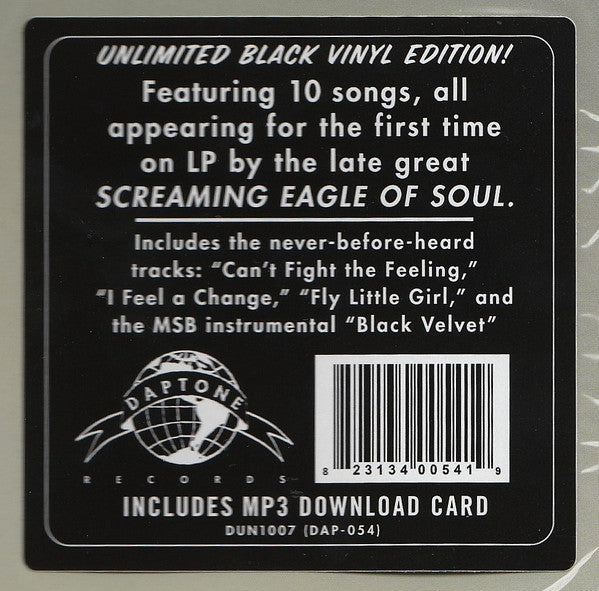 UNLIMITED BLACK VINYL EDITION!
Featuring 10 songs, all
appearing for the first time
on LP by the late great
SCREAMING EAGLE OF SOUL.
Includes the never-before-heard
tracks: “Can’t Fight the Feeling,”
“I Feel a Change,” “Fly Little Girl,” and
the MSB instrumental “Black Velvet”
DAPTONE
RECORDS
8 23134 00541 9
INCLUDES MP3 DOWNLOAD CARD
DUN1007 (DAP-054)